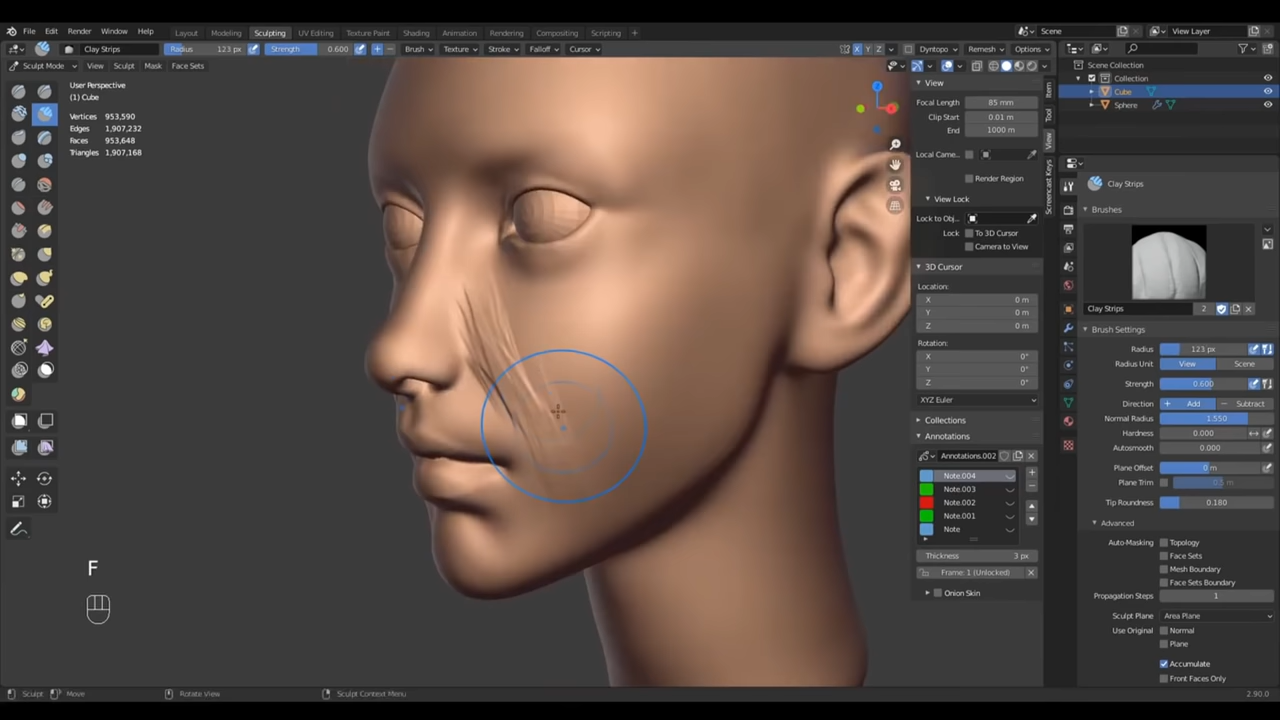 File Edit Render Window Help Layout Modeling Sculpting UV Editing Texture Paint Shading Animation Rendering Compositing Scripting + Scene View Layer
Clay Strips Radius 123 px Strength 0.600 + − Brush Texture Stroke Falloff Cursor X Y Z Dyntopo Remesh Options
Sculpt Mode View Sculpt Mask Face Sets
User Perspective
(1) Cube
Vertices 953,590
Edges 1,907,232
Faces 953,648
Triangles 1,907,168
F
View
Focal Length 85 mm
Clip Start 0.01 m
End 1000 m
Local Came...
Render Region
View Lock
Lock to Obj...
Lock To 3D Cursor
Camera to View
3D Cursor
Location:
X 0 m
Y 0 m
Z 0 m
Rotation:
X 0°
Y 0°
Z 0°
XYZ Euler
Collections
Annotations
Annotations.002
Note.004
Note.003
Note.002
Note.001
Note
Thickness 3 px
Frame: 1 (Unlocked)
Onion Skin
Item
Tool
View
Screencast Keys
Scene Collection
Collection
Cube
Sphere
Clay Strips
Brushes
Clay Strips 2
Brush Settings
Radius 123 px
Radius Unit View Scene
Strength 0.600
Direction + Add − Subtract
Normal Radius 1.550
Hardness 0.000
Autosmooth 0.000
Plane Offset 0 m
Plane Trim 0.5 m
Tip Roundness 0.180
Advanced
Auto-Masking Topology
Face Sets
Mesh Boundary
Face Sets Boundary
Propagation Steps 1
Sculpt Plane Area Plane
Use Original Normal
Plane
Accumulate
Front Faces Only
Sculpt Move Rotate View Sculpt Context Menu 2.90.0